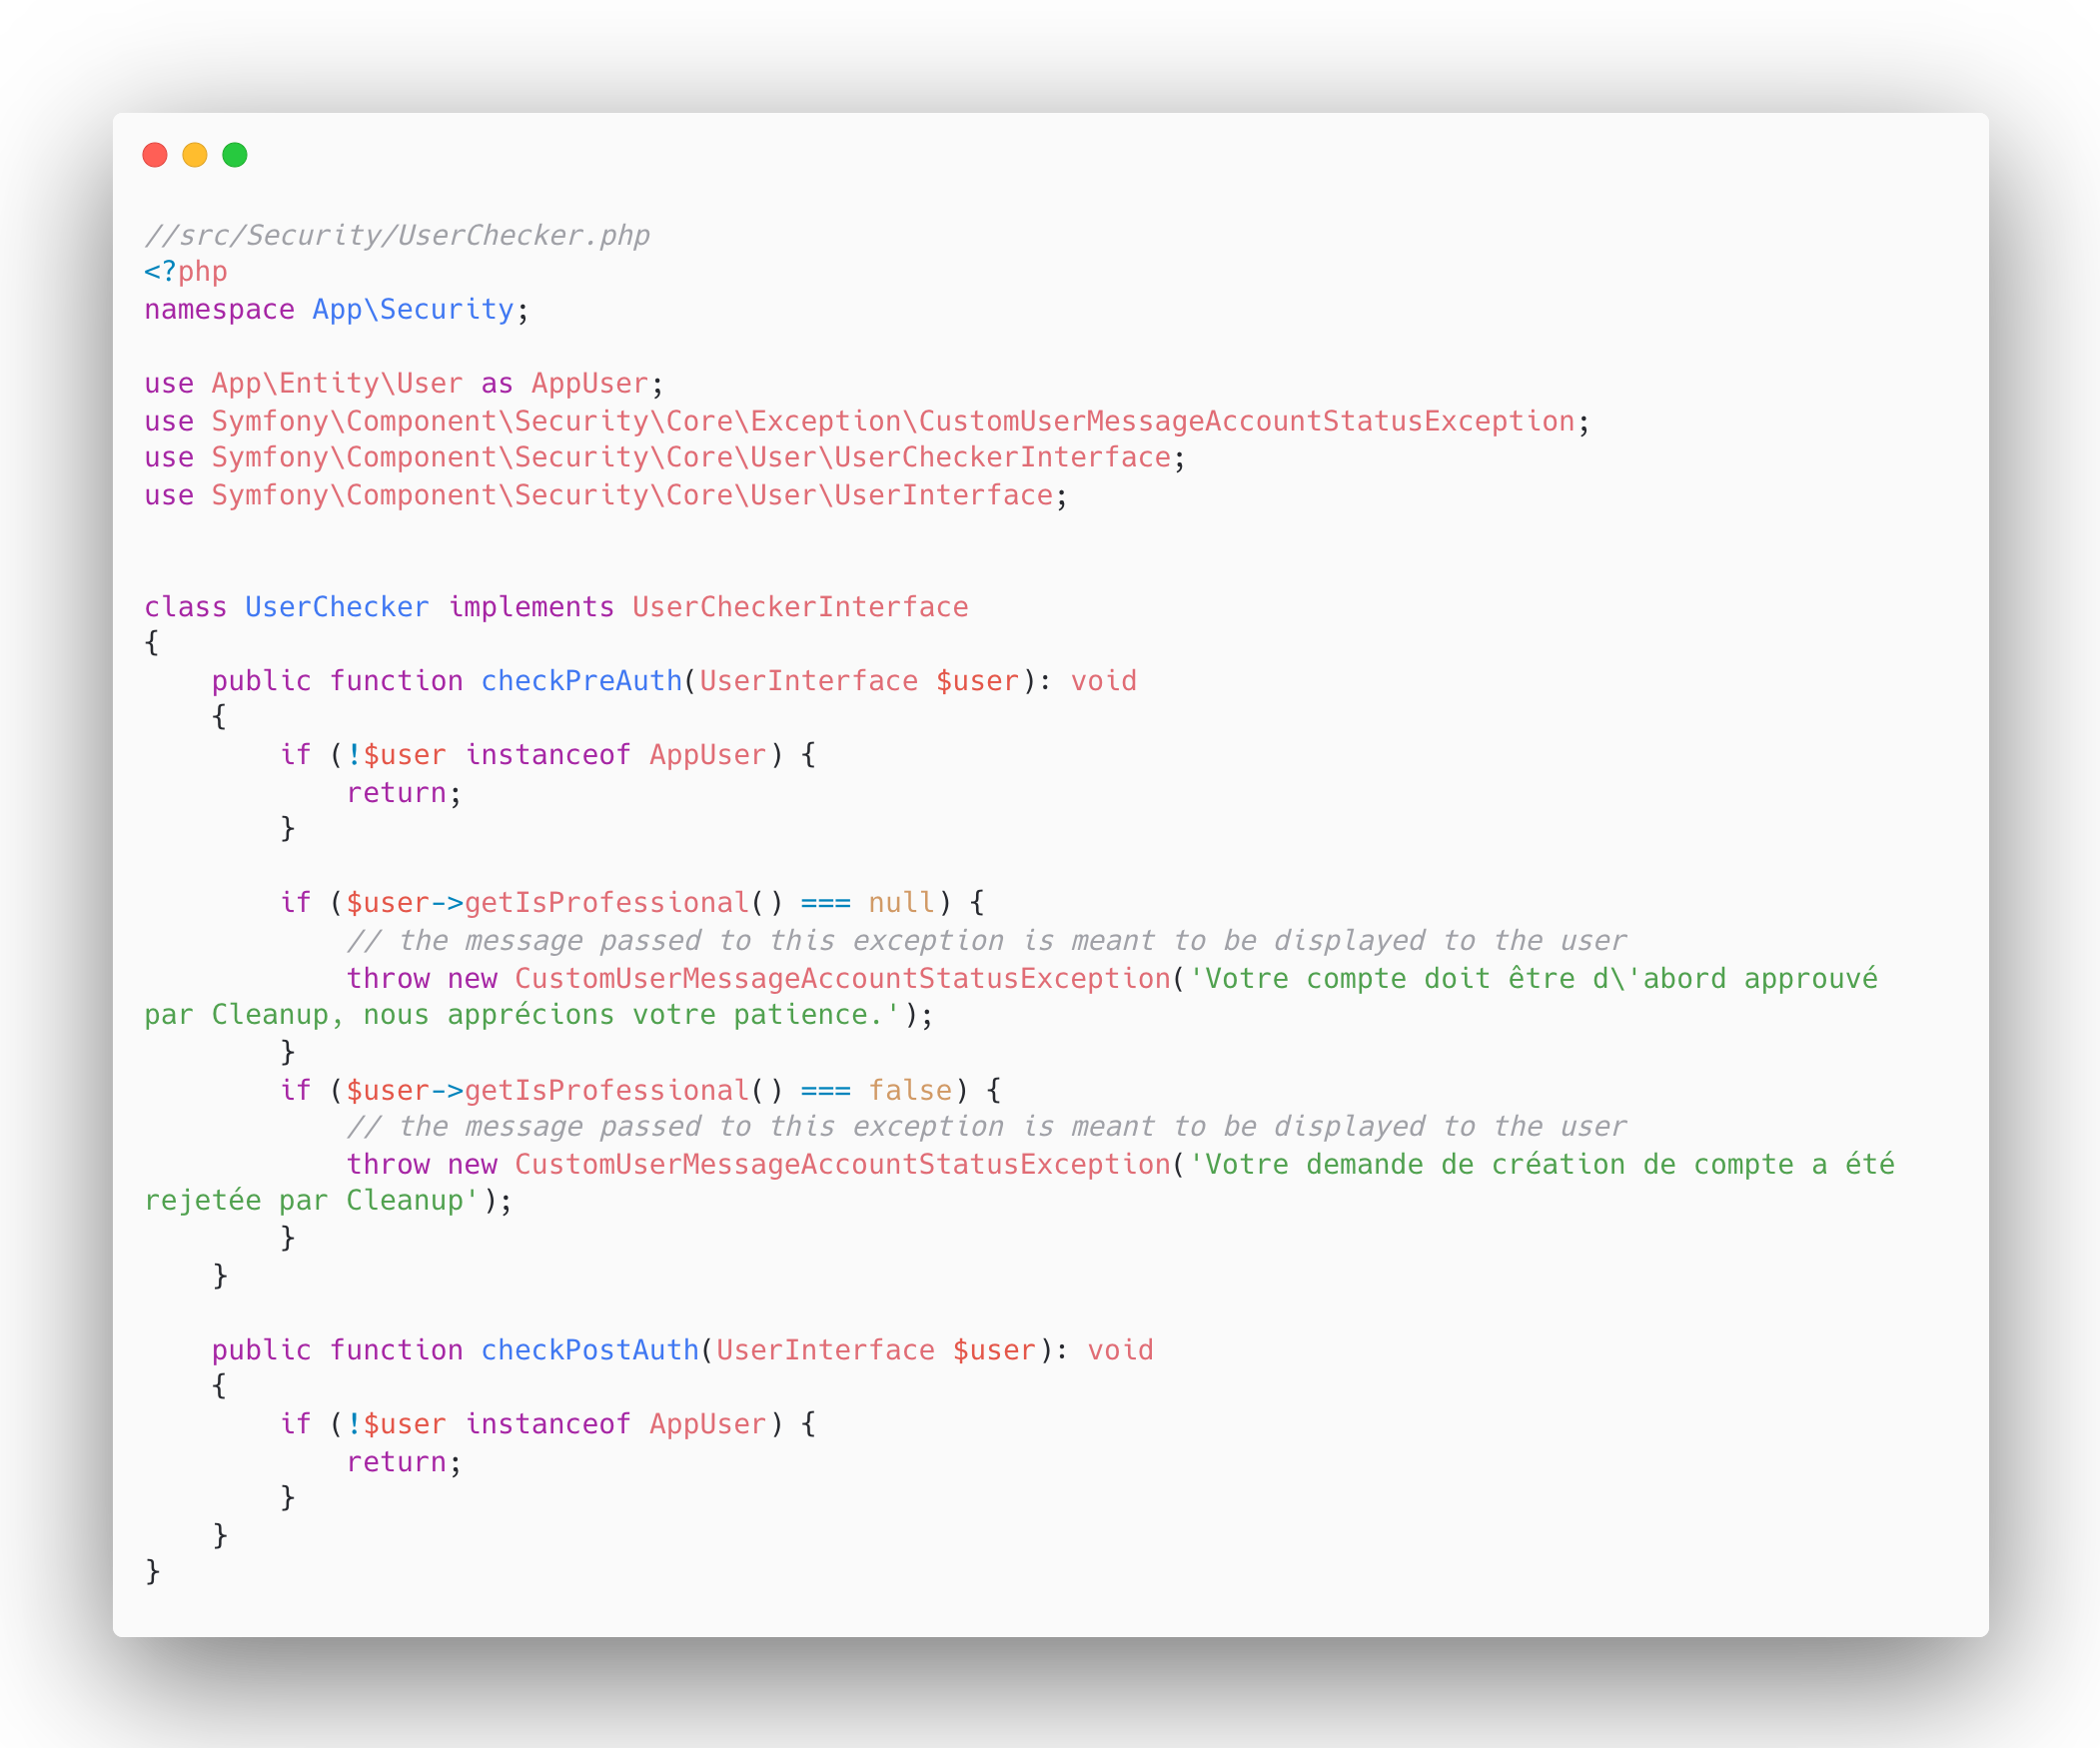 //src/Security/UserChecker.php
<?php
namespace App\Security;

use App\Entity\User as AppUser;
use Symfony\Component\Security\Core\Exception\CustomUserMessageAccountStatusException;
use Symfony\Component\Security\Core\User\UserCheckerInterface;
use Symfony\Component\Security\Core\User\UserInterface;


class UserChecker implements UserCheckerInterface
{
    public function checkPreAuth(UserInterface $user): void
    {
        if (!$user instanceof AppUser) {
            return;
        }

        if ($user->getIsProfessional() === null) {
            // the message passed to this exception is meant to be displayed to the user
            throw new CustomUserMessageAccountStatusException('Votre compte doit être d\'abord approuvé
par Cleanup, nous apprécions votre patience.');
        }
        if ($user->getIsProfessional() === false) {
            // the message passed to this exception is meant to be displayed to the user
            throw new CustomUserMessageAccountStatusException('Votre demande de création de compte a été
rejetée par Cleanup');
        }
    }

    public function checkPostAuth(UserInterface $user): void
    {
        if (!$user instanceof AppUser) {
            return;
        }
    }
}